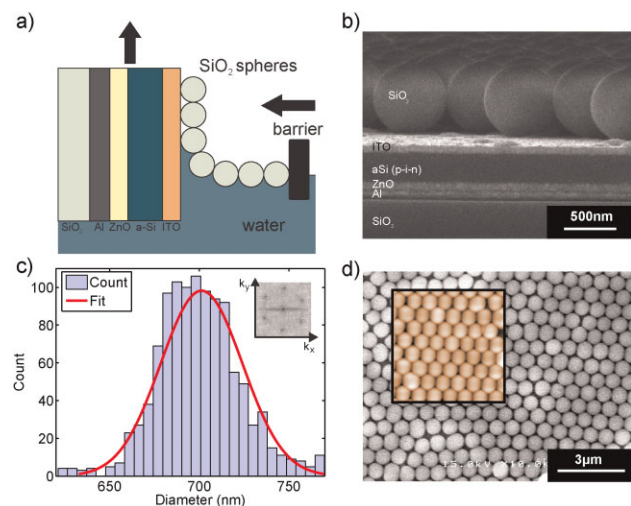 a)
SiO2 spheres
barrier
water
SiO2 Al ZnO a-Si ITO
b)
SiO2
ITO
aSi (p-i-n)
ZnO
Al
SiO2
500nm
c)
Count
Fit
ky
kx
100
80
60
40
20
0
Count
650 700 750
Diameter (nm)
d)
3μm